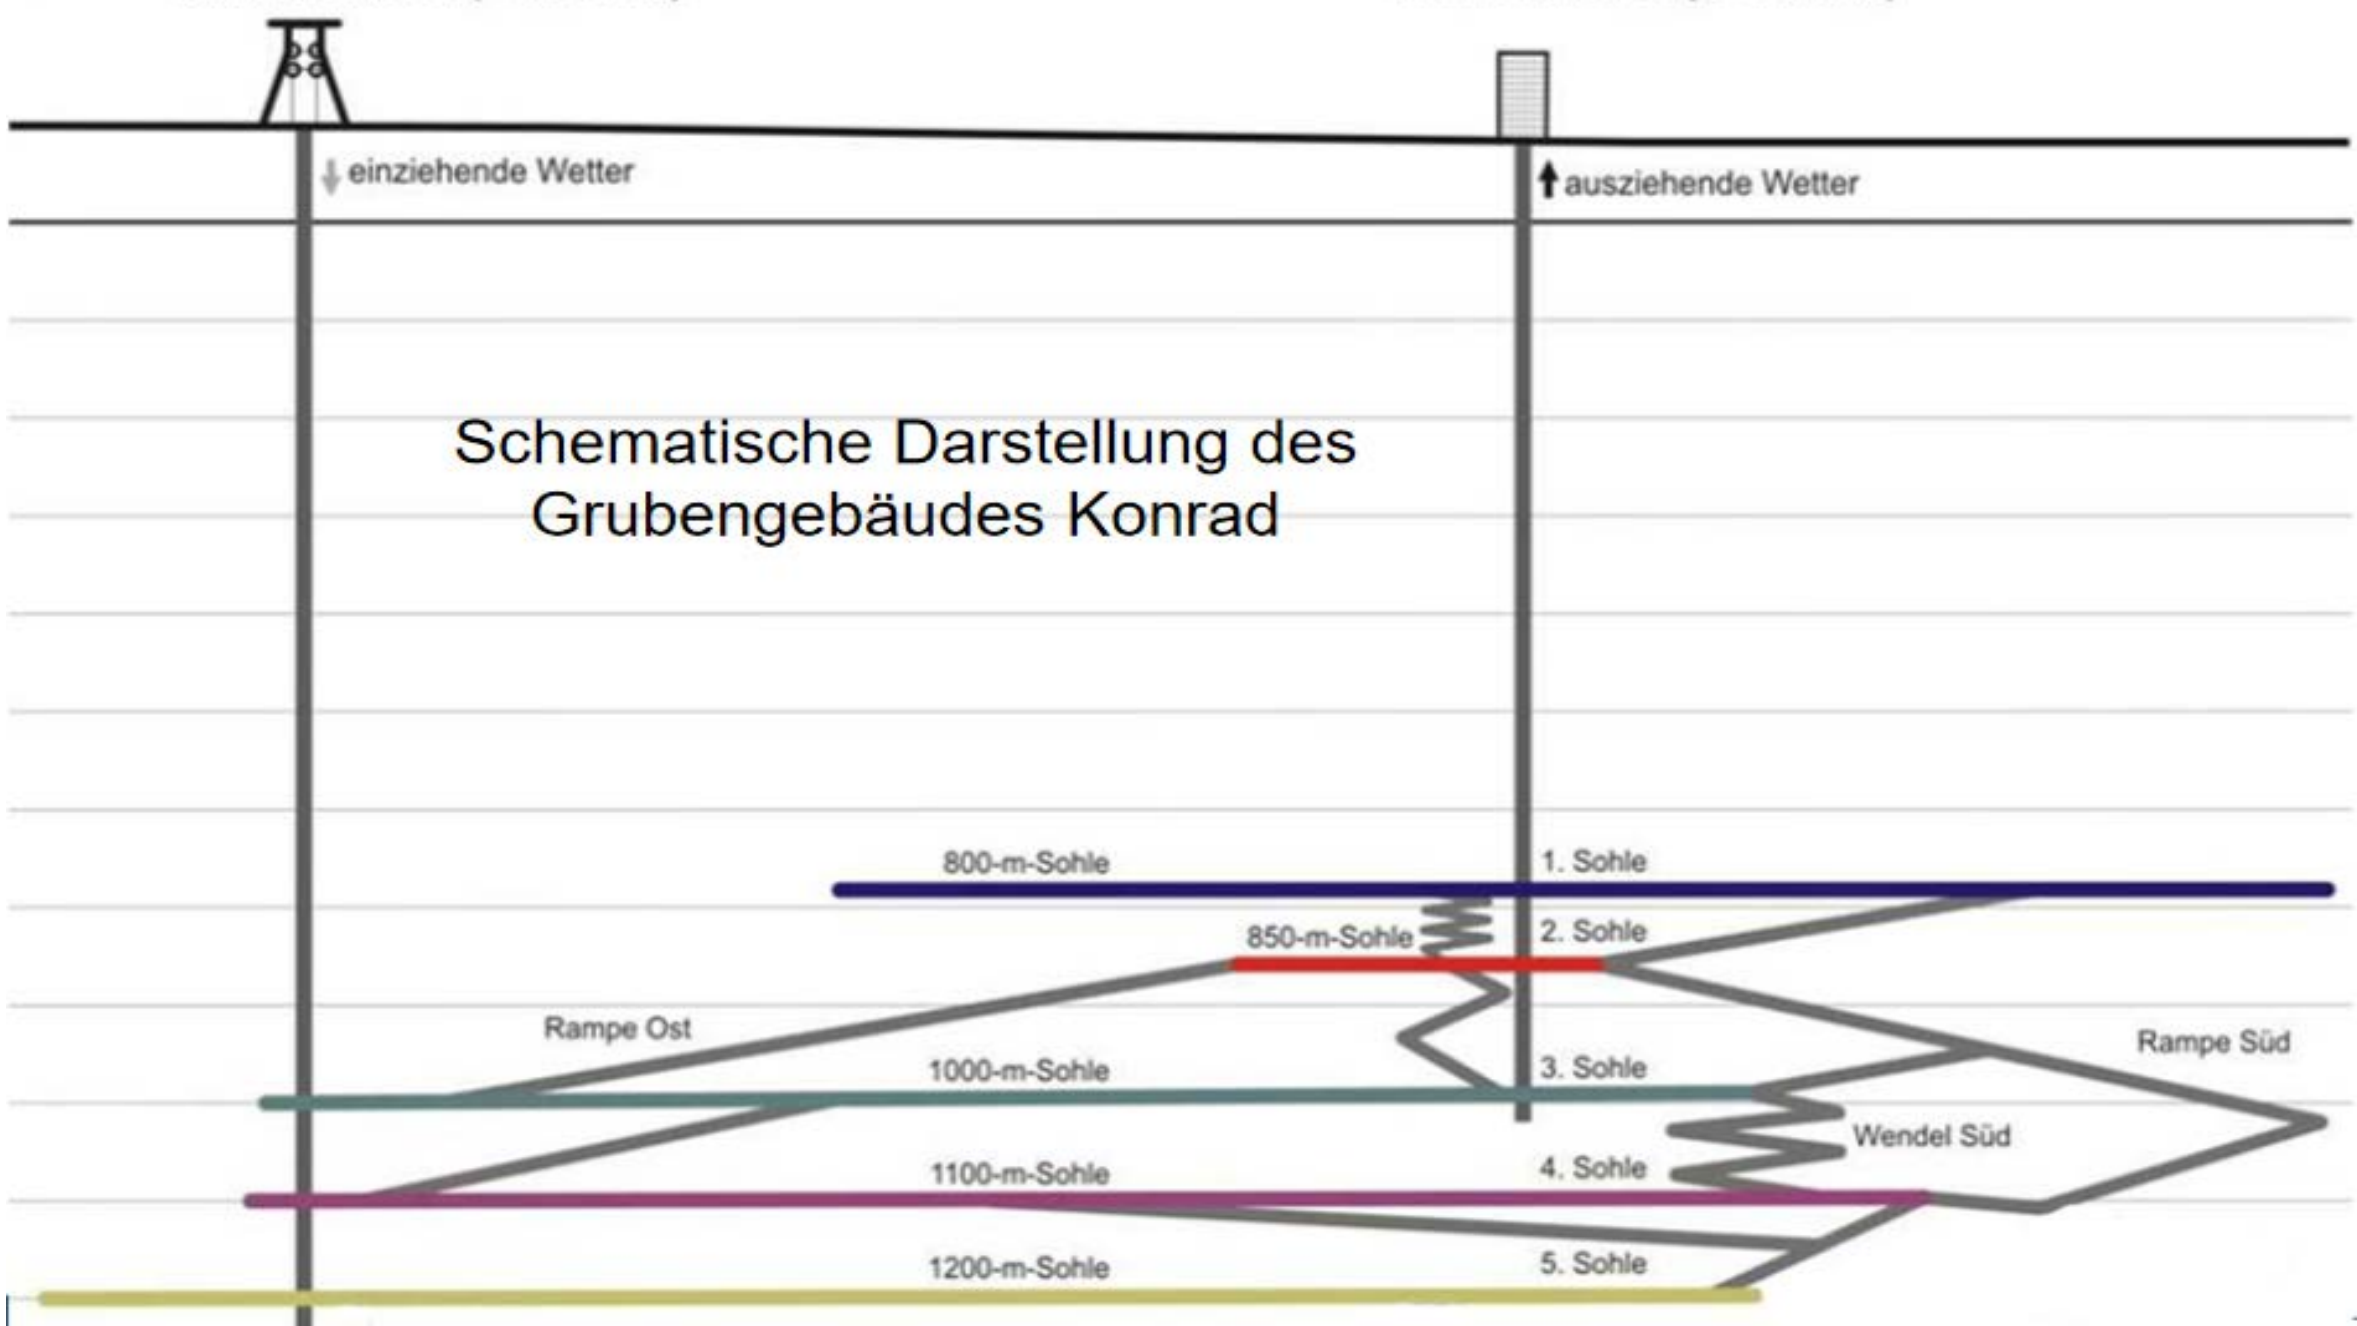 einziehende Wetter
ausziehende Wetter
Schematische Darstellung des
Grubengebäudes Konrad
800-m-Sohle
1. Sohle
850-m-Sohle
2. Sohle
Rampe Ost
Rampe Süd
1000-m-Sohle
3. Sohle
Wendel Süd
1100-m-Sohle
4. Sohle
1200-m-Sohle
5. Sohle